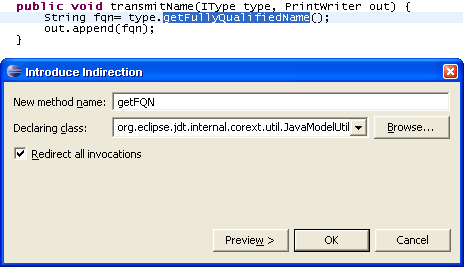 public void transmitName(IType type, PrintWriter out) {
String fqn= type.getFullyQualifiedName();
out.append(fqn);
}
Introduce Indirection
New method name: getFQN
Declaring class: org.eclipse.jdt.internal.corext.util.JavaModelUtil Browse...
Redirect all invocations
Preview > OK Cancel